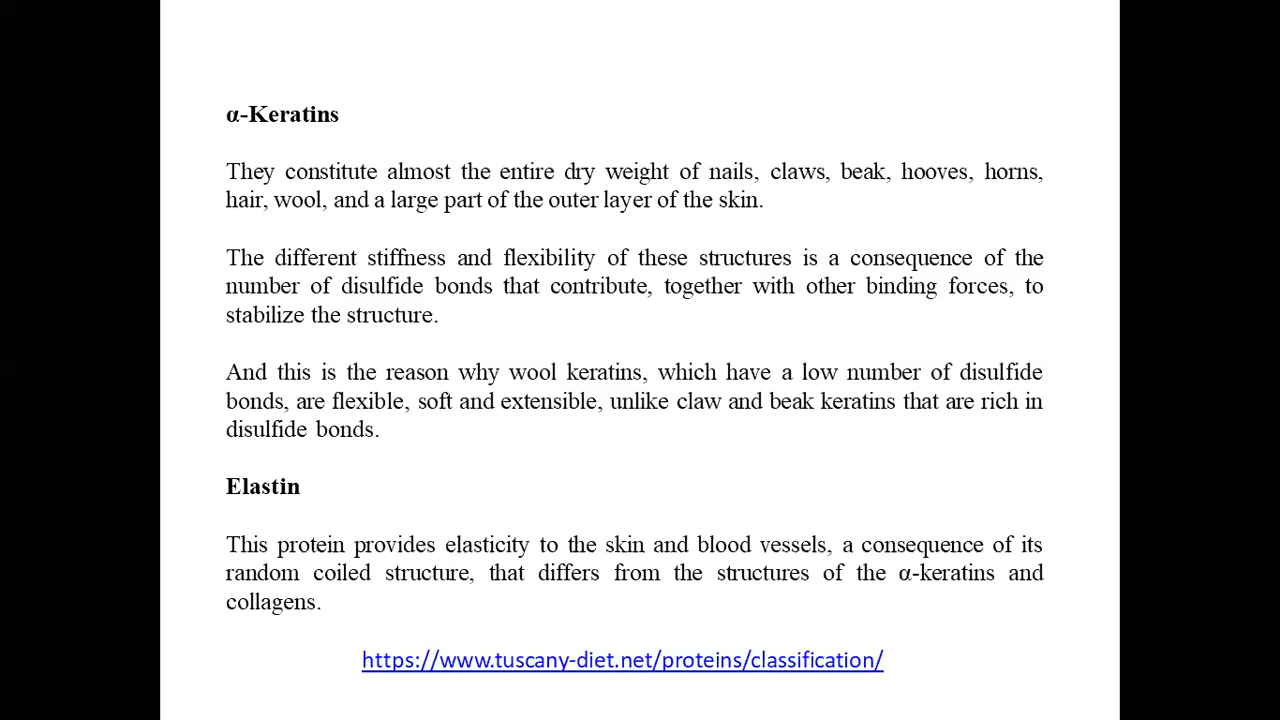 α-Keratins
They constitute almost the entire dry weight of nails, claws, beak, hooves, horns,
hair, wool, and a large part of the outer layer of the skin.
The different stiffness and flexibility of these structures is a consequence of the
number of disulfide bonds that contribute, together with other binding forces, to
stabilize the structure.
And this is the reason why wool keratins, which have a low number of disulfide
bonds, are flexible, soft and extensible, unlike claw and beak keratins that are rich in
disulfide bonds.
Elastin
This protein provides elasticity to the skin and blood vessels, a consequence of its
random coiled structure, that differs from the structures of the α-keratins and
collagens.
https://www.tuscany-diet.net/proteins/classification/